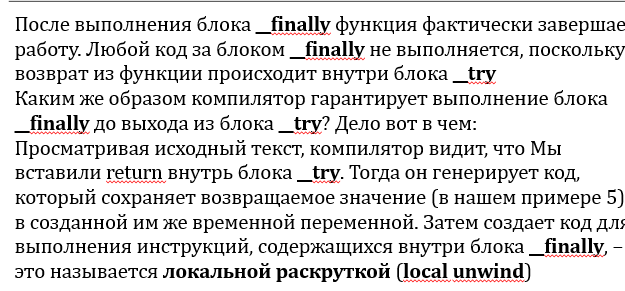 После выполнения блока __finally функция фактически завершае
работу. Любой код за блоком __finally не выполняется, поскольку
возврат из функции происходит внутри блока __try
Каким же образом компилятор гарантирует выполнение блока
__finally до выхода из блока __try? Дело вот в чем:
Просматривая исходный текст, компилятор видит, что Мы
вставили return внутрь блока __try. Тогда он генерирует код,
который сохраняет возвращаемое значение (в нашем примере 5)
в созданной им же временной переменной. Затем создает код для
выполнения инструкций, содержащихся внутри блока __finally, –
это называется локальной раскруткой (local unwind)